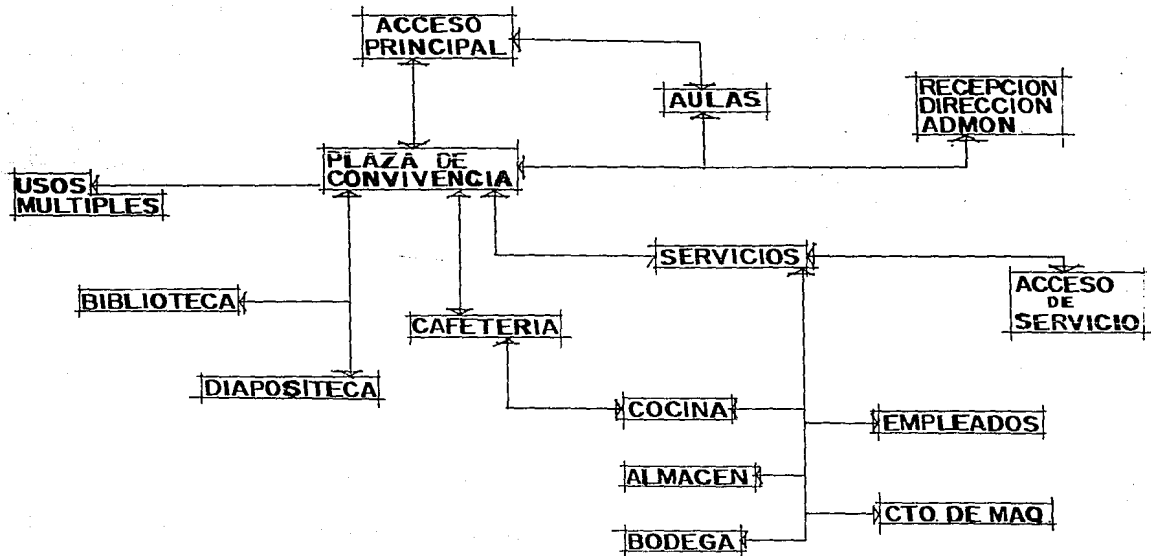 ACCESO
PRINCIPAL
AULAS
RECEPCION
DIRECCION
ADMON
PLAZA DE
CONVIVENCIA
USOS
MULTIPLES
SERVICIOS
ACCESO
DE
SERVICIO
BIBLIOTECA
CAFETERIA
DIAPOSITECA
COCINA
EMPLEADOS
ALMACEN
CTO. DE MAQ.
BODEGA